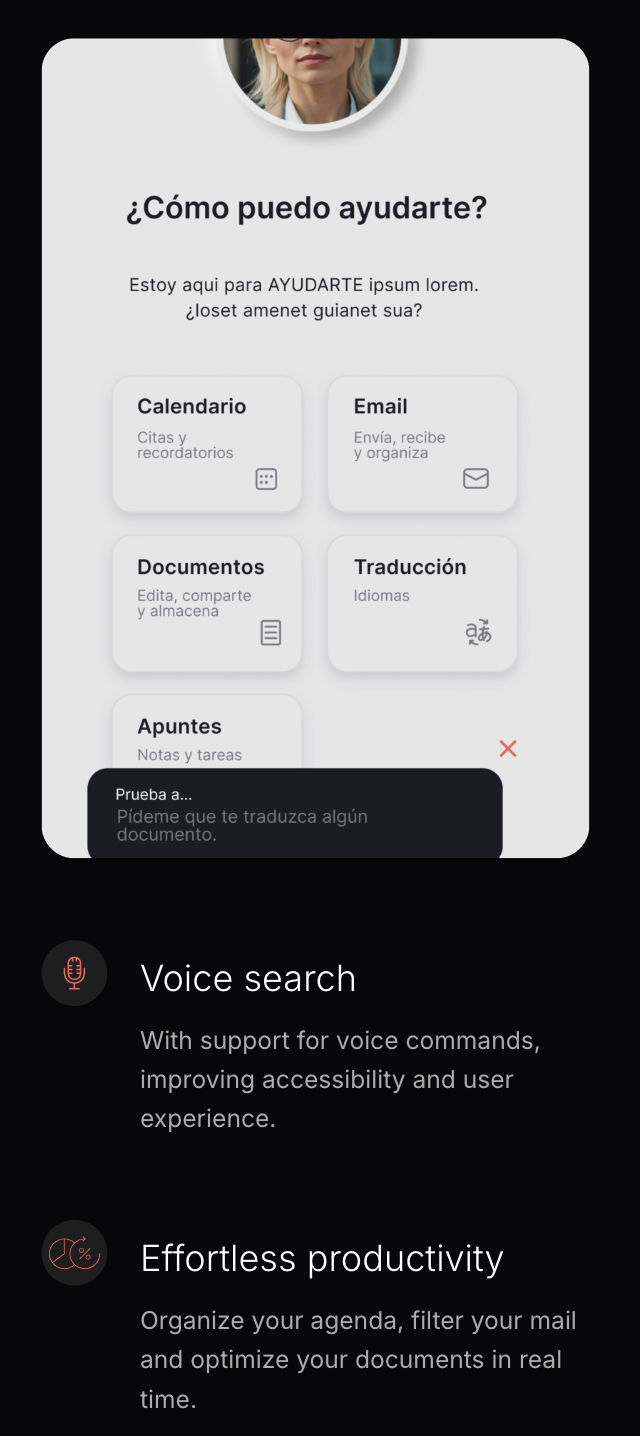 ¿Cómo puedo ayudarte?
Estoy aqui para AYUDARTE ipsum lorem.
¿Ioset amenet guianet sua?
Calendario
Citas y
recordatorios
Email
Envía, recibe
y organiza
Documentos
Edita, comparte
y almacena
Traducción
Idiomas
aあ
Apuntes
Notas y tareas
Prueba a...
Pídeme que te traduzca algún
documento.
Voice search
With support for voice commands,
improving accessibility and user
experience.
%
Effortless productivity
Organize your agenda, filter your mail
and optimize your documents in real
time.